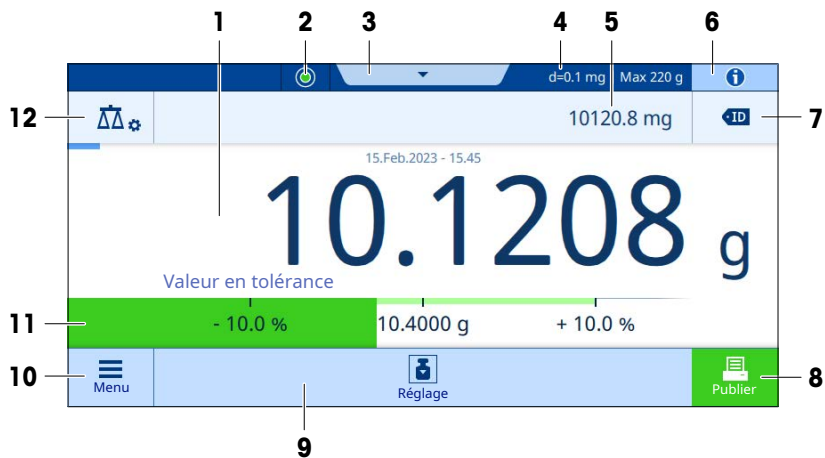 1 2 3 4 5 6
d=0.1 mg Max 220 g
12 10120.8 mg ID 7
15.Feb.2023 - 15.45
10.1208 g
Valeur en tolérance
11 - 10.0 % 10.4000 g + 10.0 %
10 Menu Réglage Publier 8
9